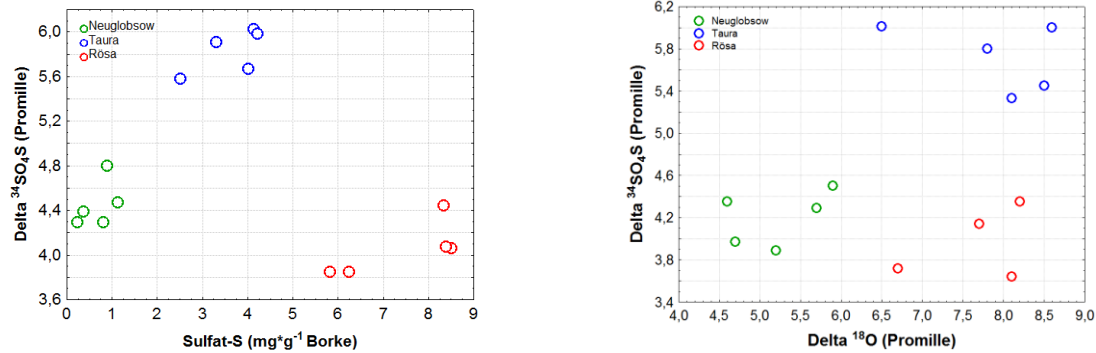 Neuglobsow
Taura
Rösa
6,0
5,6
5,2
4,8
4,4
4,0
3,6
Delta ³⁴SO₄S (Promille)
0 1 2 3 4 5 6 7 8 9
Sulfat-S (mg*g⁻¹ Borke)
Neuglobsow
Taura
Rösa
6,2
5,8
5,4
5,0
4,6
4,2
3,8
3,4
Delta ³⁴SO₄S (Promille)
4,0 4,5 5,0 5,5 6,0 6,5 7,0 7,5 8,0 8,5 9,0
Delta ¹⁸O (Promille)